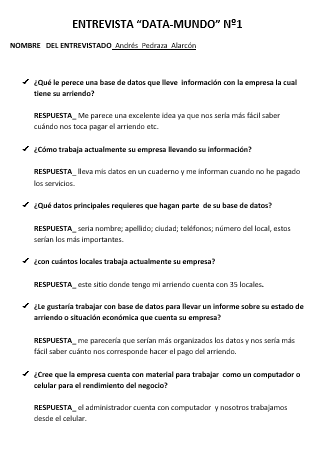 ENTREVISTA “DATA-MUNDO” Nº1
NOMBRE DEL ENTREVISTADO_Andrés Pedraza Alarcón
✓ ¿Qué le perece una base de datos que lleve información con la empresa la cual
tiene su arriendo?
RESPUESTA_ Me parece una excelente idea ya que nos sería más fácil saber
cuándo nos toca pagar el arriendo etc.
✓ ¿Cómo trabaja actualmente su empresa llevando su información?
RESPUESTA_ lleva mis datos en un cuaderno y me informan cuando no he pagado
los servicios.
✓ ¿Qué datos principales requieres que hagan parte de su base de datos?
RESPUESTA_ seria nombre; apellido; ciudad; teléfonos; número del local, estos
serían los más importantes.
✓ ¿con cuántos locales trabaja actualmente su empresa?
RESPUESTA_ este sitio donde tengo mi arriendo cuenta con 35 locales.
✓ ¿Le gustaría trabajar con base de datos para llevar un informe sobre su estado de
arriendo o situación económica que cuenta su empresa?
RESPUESTA_ me parecería que serían más organizados los datos y nos sería más
fácil saber cuánto nos corresponde hacer el pago del arriendo.
✓ ¿Cree que la empresa cuenta con material para trabajar como un computador o
celular para el rendimiento del negocio?
RESPUESTA_ el administrador cuenta con computador y nosotros trabajamos
desde el celular.